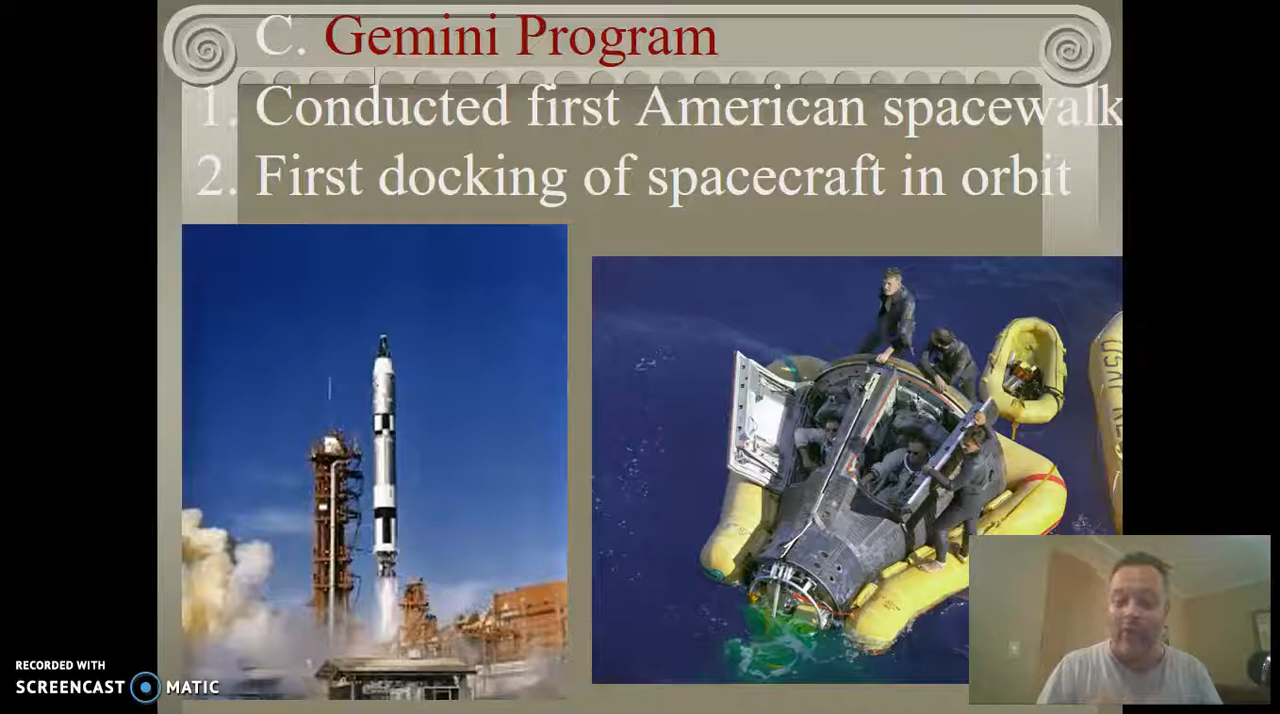 C. Gemini Program
1. Conducted first American spacewalk
2. First docking of spacecraft in orbit
RECORDED WITH
SCREENCAST MATIC